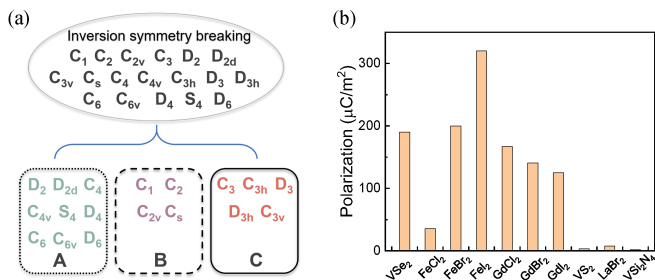 (a)
Inversion symmetry breaking
C₁ C₂ C₂ᵥ C₃ D₂ D₂d
C₃ᵥ Cₛ C₄ C₄ᵥ C₃ₕ D₃ D₃ₕ
C₆ C₆ᵥ D₄ S₄ D₆
D₂ D₂d C₄
C₄ᵥ S₄ D₄
C₆ C₆ᵥ D₆
A
C₁ C₂
C₂ᵥ Cₛ
B
C₃ C₃ₕ D₃
D₃ₕ C₃ᵥ
C
(b)
Polarization (μC/m²)
300
200
100
0
VSe₂
FeCl₂
FeBr₂
FeI₂
GdCl₂
GdBr₂
GdI₂
VS₂
LaBr₂
VSi₂N₄